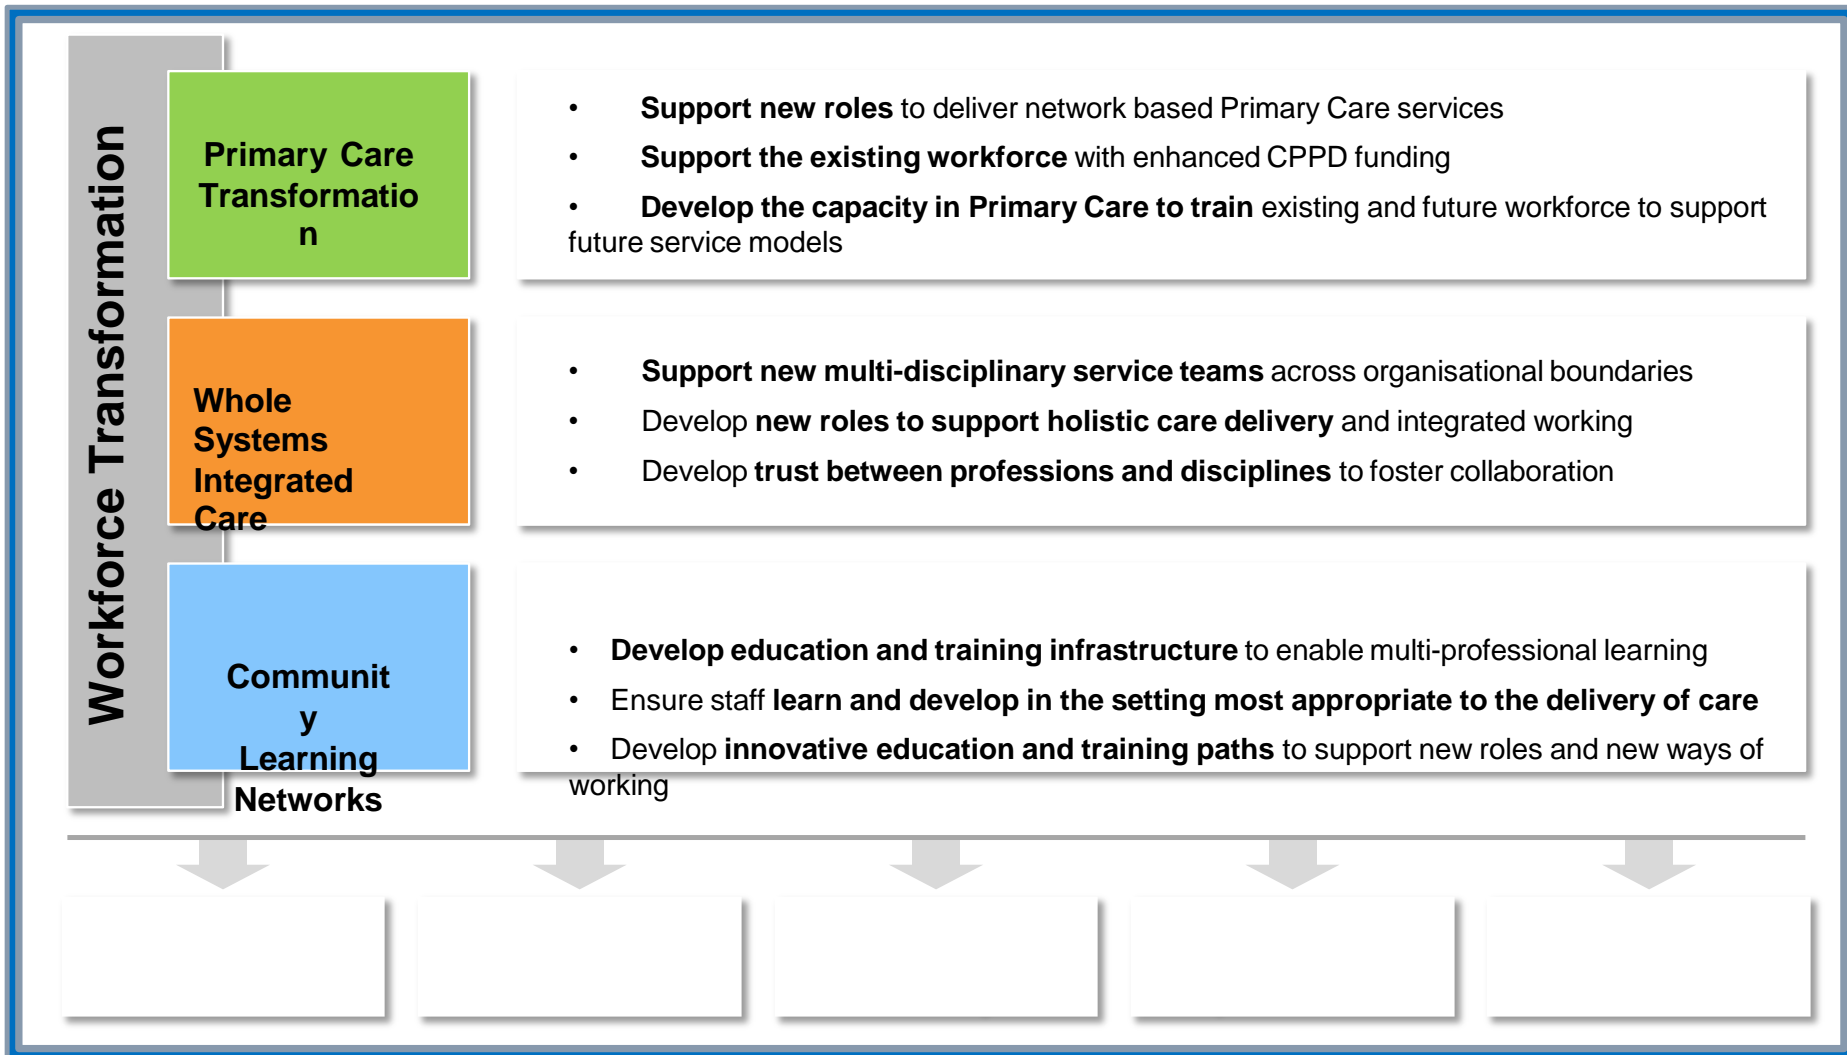 Workforce Transformation
Primary Care
Transformatio
n
• Support new roles to deliver network based Primary Care services
• Support the existing workforce with enhanced CPPD funding
• Develop the capacity in Primary Care to train existing and future workforce to support
future service models
Whole
Systems
Integrated
Care
• Support new multi-disciplinary service teams across organisational boundaries
• Develop new roles to support holistic care delivery and integrated working
• Develop trust between professions and disciplines to foster collaboration
Communit
y
Learning
Networks
• Develop education and training infrastructure to enable multi-professional learning
• Ensure staff learn and develop in the setting most appropriate to the delivery of care
• Develop innovative education and training paths to support new roles and new ways of
working